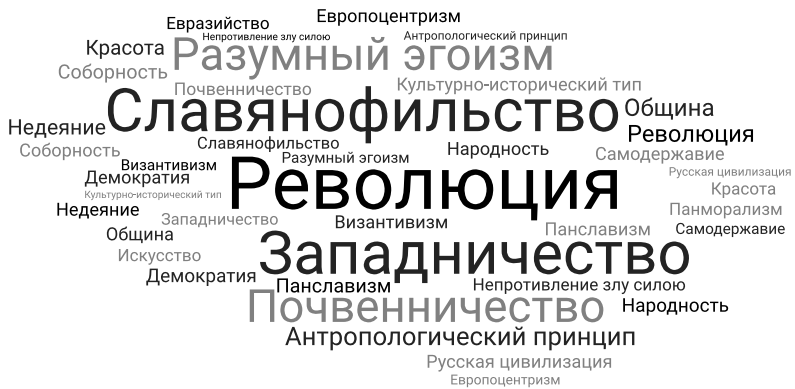 Европоцентризм
Евразийство
Непротивление злу силою
Антропологический принцип
Красота
Разумный эгоизм
Соборность
Почвенничество
Культурно-исторический тип
Славянофильство
Община
Недеяние
Революция
Соборность
Славянофильство
Народность
Самодержавие
Византивизм
Разумный эгоизм
Русская цивилизация
Демократия
Революция
Культурно-исторический тип
Красота
Недеяние
Западничество
Византивизм
Панморализм
Община
Панславизм
Самодержавие
Искусство
Западничество
Демократия
Панславизм
Непротивление злу силою
Почвенничество
Народность
Антропологический принцип
Русская цивилизация
Европоцентризм